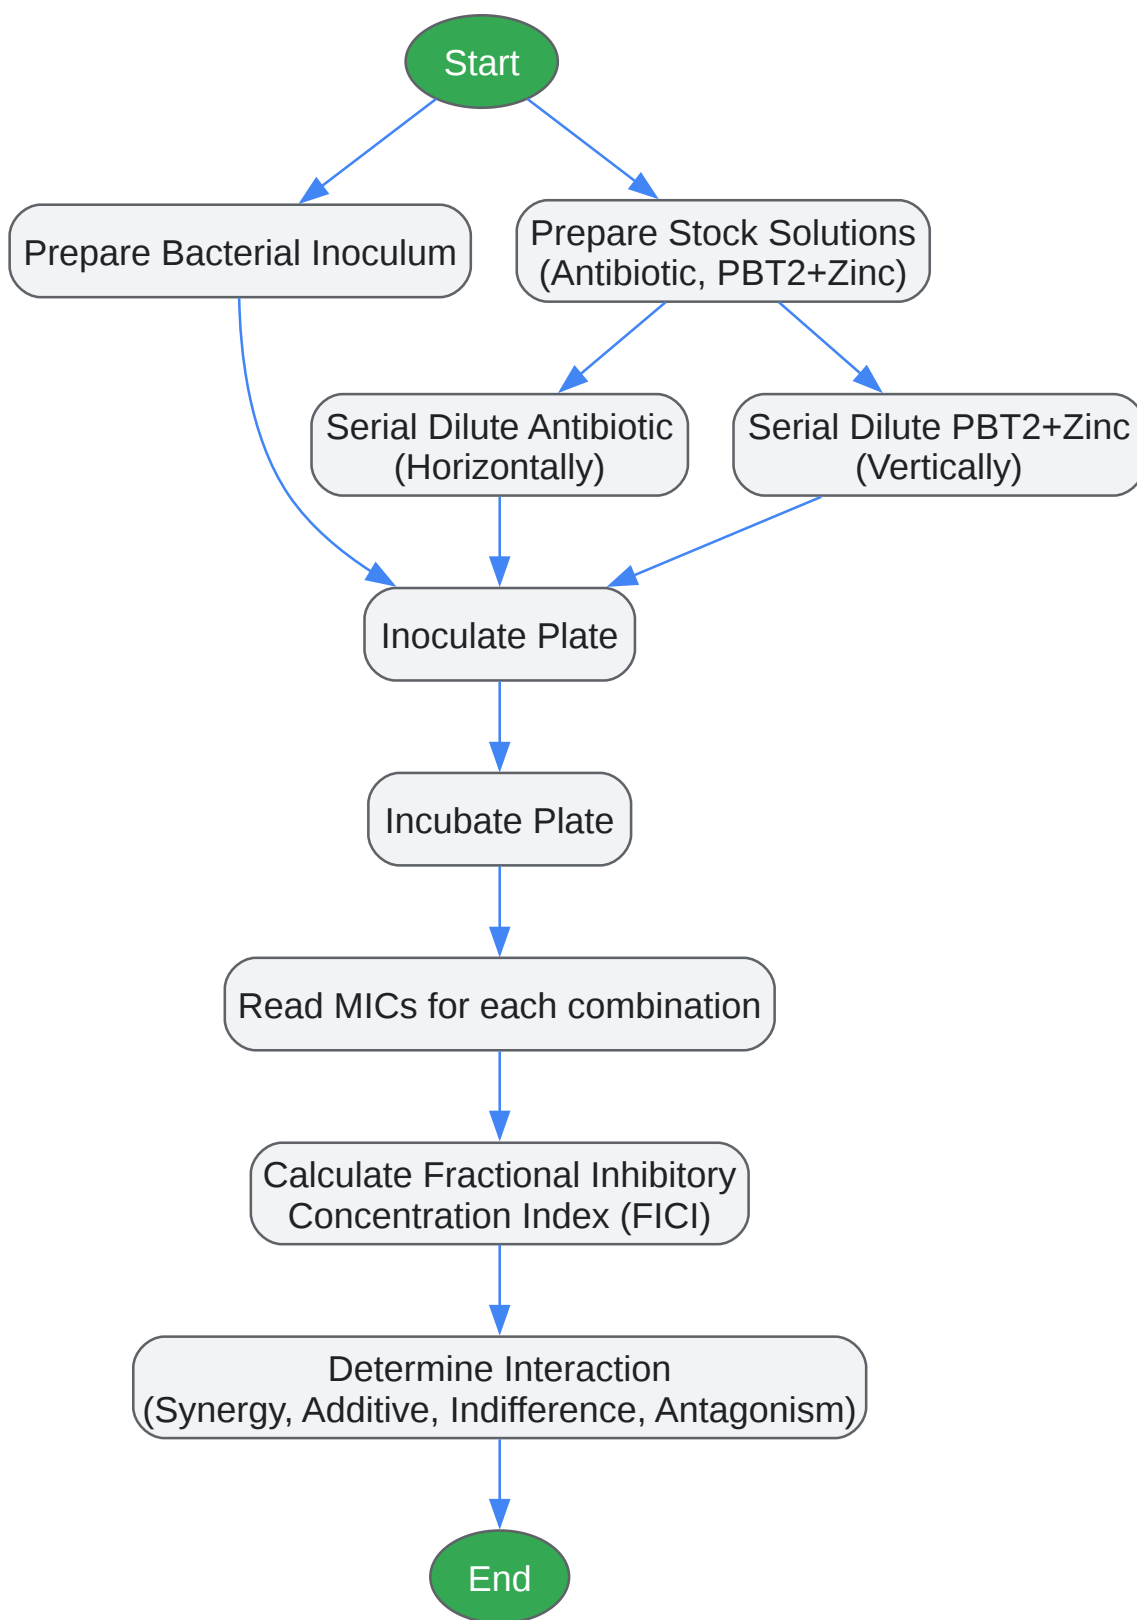 Start
Prepare Bacterial Inoculum
Prepare Stock Solutions
(Antibiotic, PBT2+Zinc)
Serial Dilute Antibiotic
(Horizontally)
Serial Dilute PBT2+Zinc
(Vertically)
Inoculate Plate
Incubate Plate
Read MICs for each combination
Calculate Fractional Inhibitory
Concentration Index (FICI)
Determine Interaction
(Synergy, Additive, Indifference, Antagonism)
End